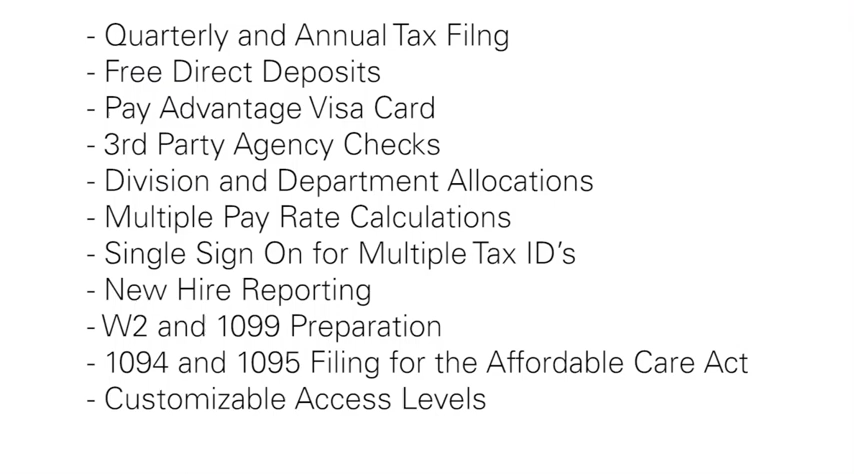 - Quarterly and Annual Tax Filng
- Free Direct Deposits
- Pay Advantage Visa Card
- 3rd Party Agency Checks
- Division and Department Allocations
- Multiple Pay Rate Calculations
- Single Sign On for Multiple Tax ID’s
- New Hire Reporting
- W2 and 1099 Preparation
- 1094 and 1095 Filing for the Affordable Care Act
- Customizable Access Levels